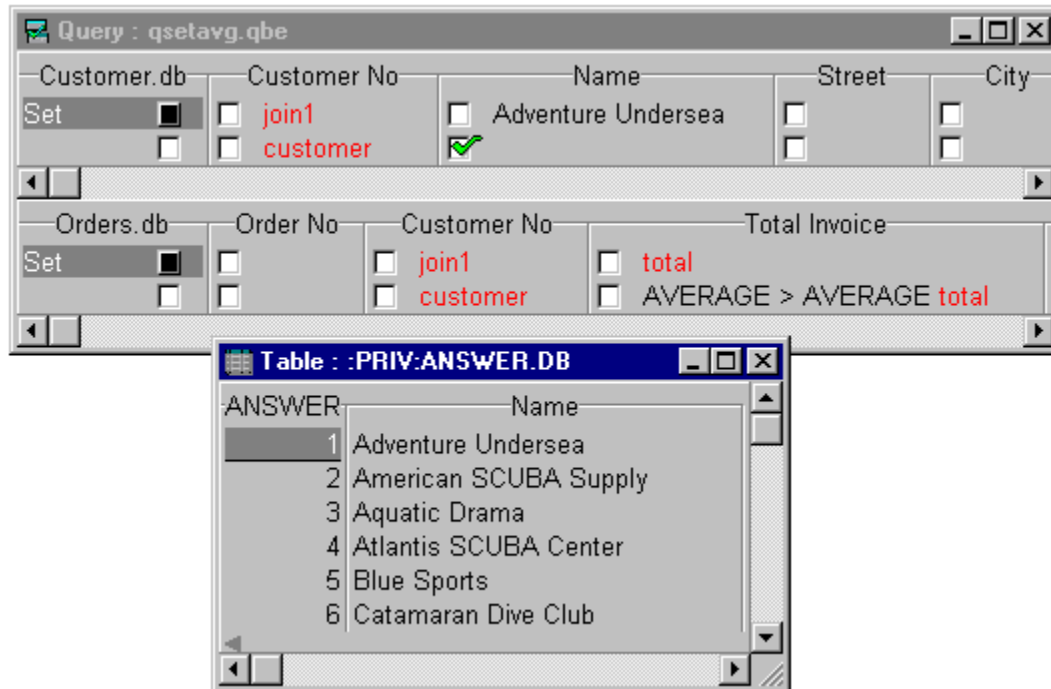 Query : qsetavg.qbe
Customer.db Customer No Name Street City
Set join1 Adventure Undersea
customer
Orders.db Order No Customer No Total Invoice
Set join1 total
customer AVERAGE > AVERAGE total
Table : :PRIV:ANSWER.DB
ANSWER Name
1 Adventure Undersea
2 American SCUBA Supply
3 Aquatic Drama
4 Atlantis SCUBA Center
5 Blue Sports
6 Catamaran Dive Club